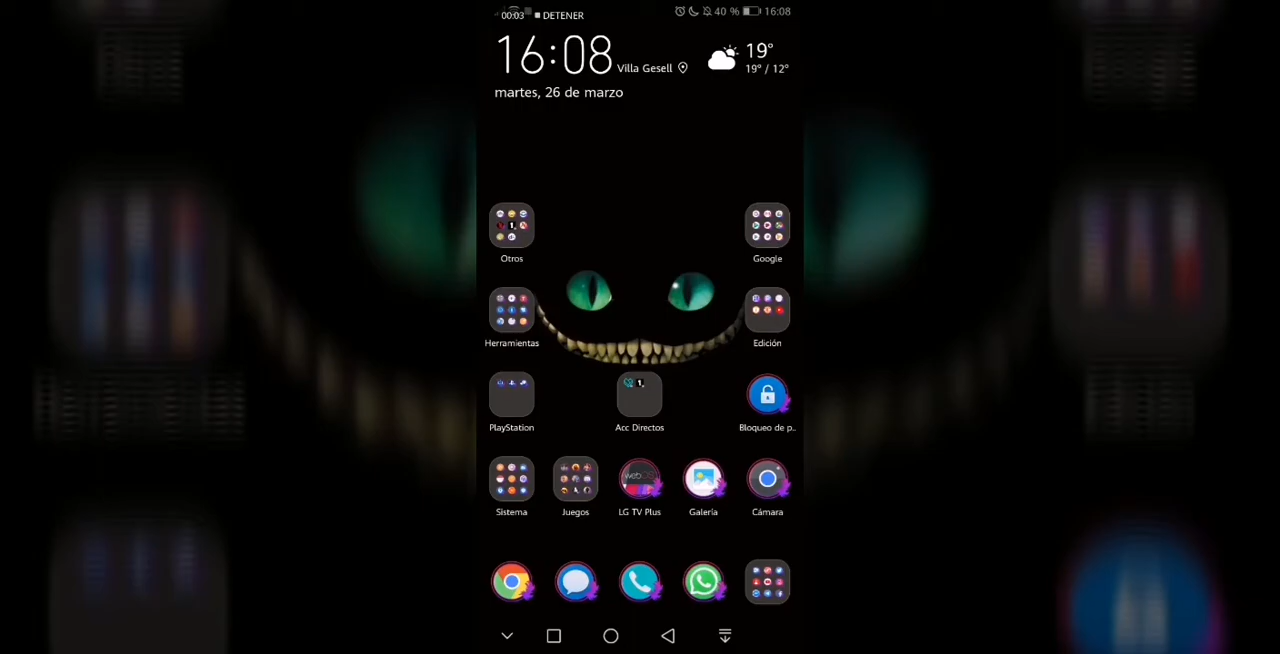 00:03 DETENER
40 % 16:08
16:08
Villa Gesell
19°
19° / 12°
martes, 26 de marzo
Otros
Google
Herramientas
Edición
PlayStation
Acc Directos
Bloqueo de p..
webOS
Sistema
Juegos
LG TV Plus
Galería
Cámara